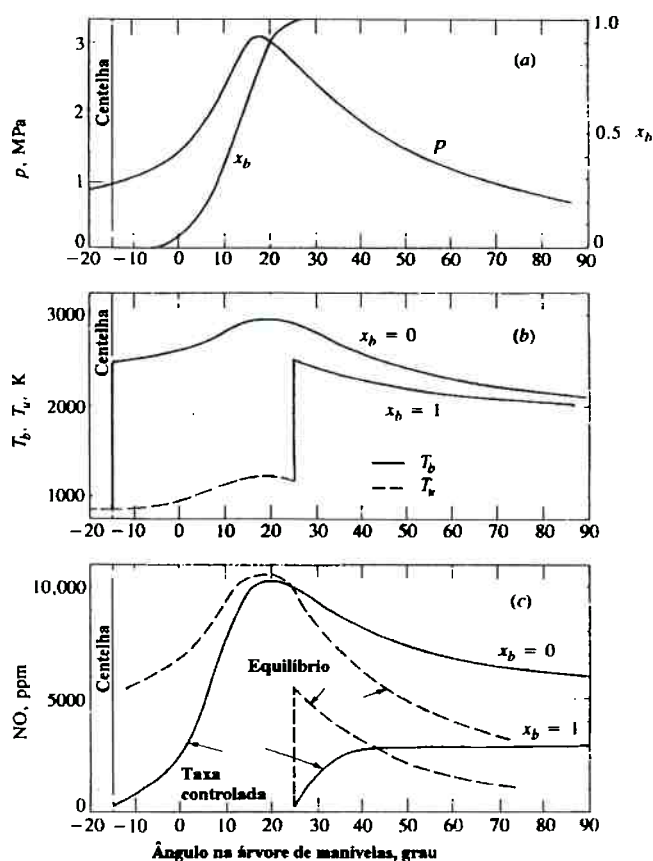 (a)
p, MPa
3
2
1
0
Centelha
x_b
p
1.0
0.5
0
x_b
−20 −10 0 10 20 30 40 50 60 70 80 90
(b)
T_b, T_u, K
3000
2000
1000
Centelha
x_b = 0
x_b = 1
T_b
T_u
−20 −10 0 10 20 30 40 50 60 70 80 90
(c)
NO, ppm
10,000
5000
0
Centelha
x_b = 0
Equilíbrio
x_b = 1
Taxa
controlada
−20 −10 0 10 20 30 40 50 60 70 80 90
Ângulo na árvore de manivelas, grau